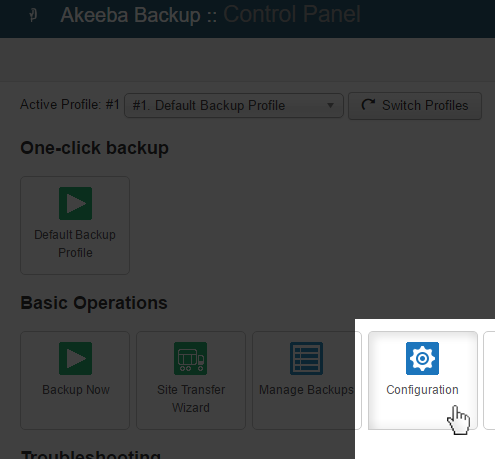 Akeeba Backup :: Control Panel
Active Profile: #1 #1. Default Backup Profile Switch Profiles
One-click backup
Default Backup
Profile
Basic Operations
Backup Now Site Transfer Manage Backups Configuration
Wizard
Troubleshooting